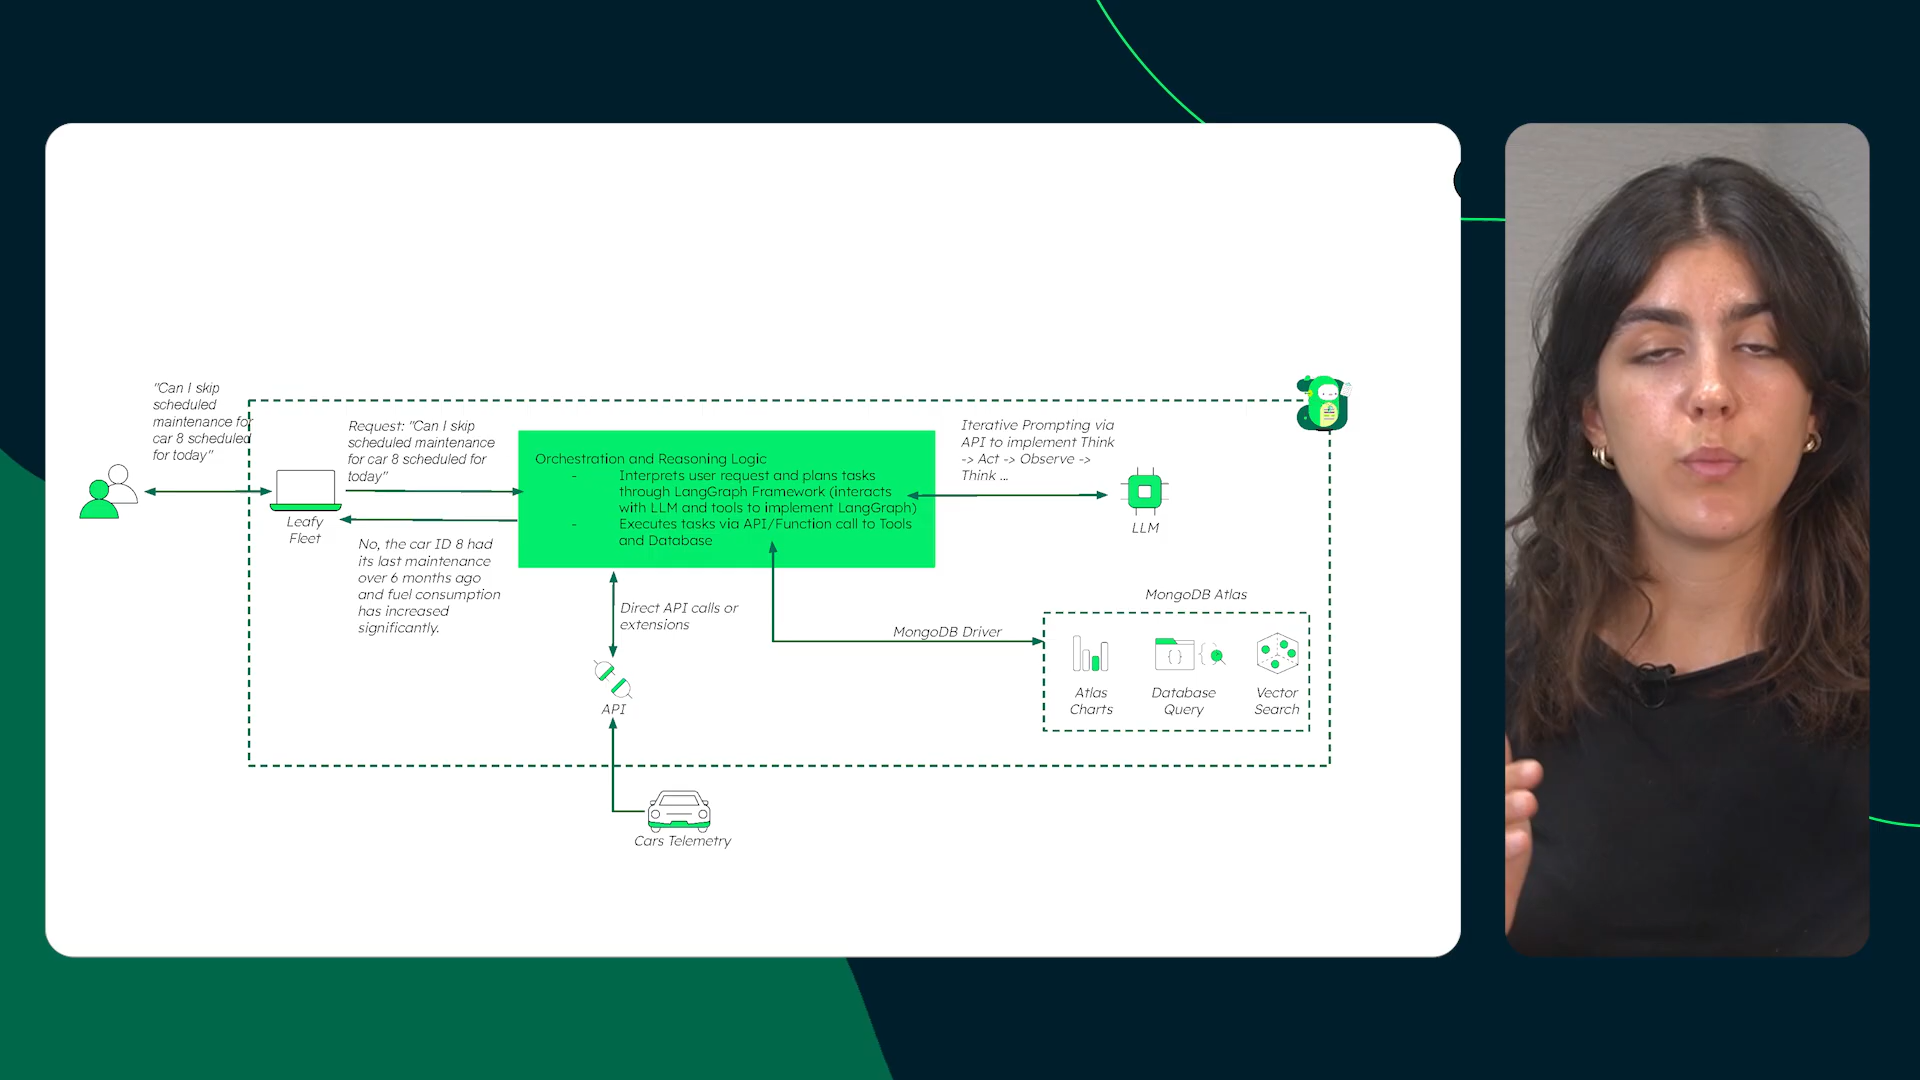 "Can I skip
scheduled
maintenance for
car 8 scheduled
for today"
Leafy
Fleet
Request: "Can I skip
scheduled maintenance
for car 8 scheduled for
today"
No, the car ID 8 had
its last maintenance
over 6 months ago
and fuel consumption
has increased
significantly.
Orchestration and Reasoning Logic
- Interprets user request and plans tasks
through LangGraph Framework (interacts
with LLM and tools to implement LangGraph)
- Executes tasks via API/Function call to Tools
and Database
Iterative Prompting via
API to implement Think
-> Act -> Observe ->
Think ...
LLM
Direct API calls or
extensions
API
Cars Telemetry
MongoDB Driver
MongoDB Atlas
Atlas
Charts
{}
Database
Query
{
Vector
Search